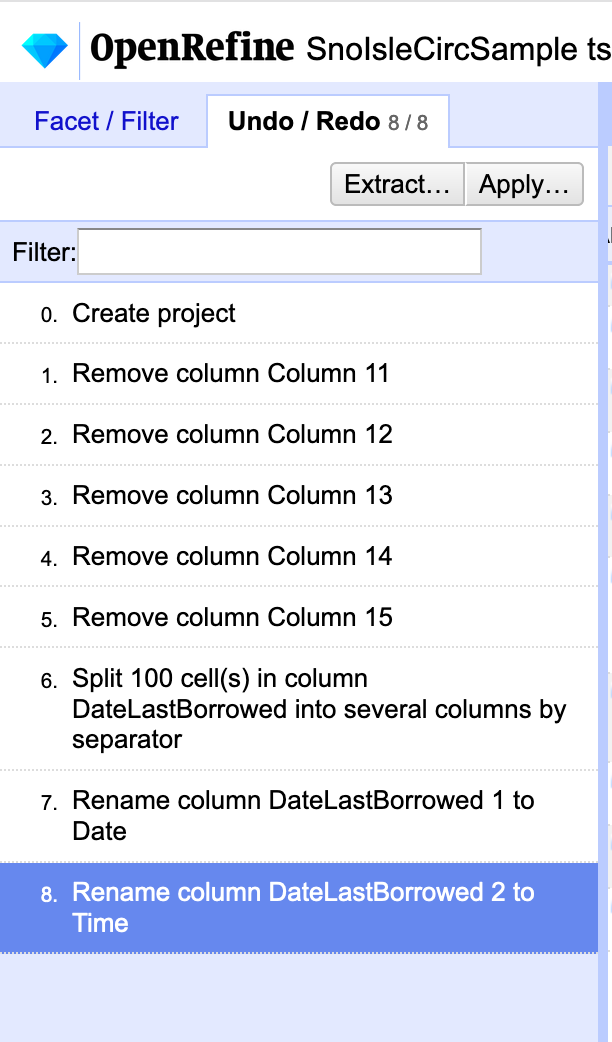 OpenRefine SnoIsleCircSample ts
Facet / Filter Undo / Redo 8 / 8
Extract... Apply...
Filter:
0. Create project
1. Remove column Column 11
2. Remove column Column 12
3. Remove column Column 13
4. Remove column Column 14
5. Remove column Column 15
6. Split 100 cell(s) in column
DateLastBorrowed into several columns by
separator
7. Rename column DateLastBorrowed 1 to
Date
8. Rename column DateLastBorrowed 2 to
Time